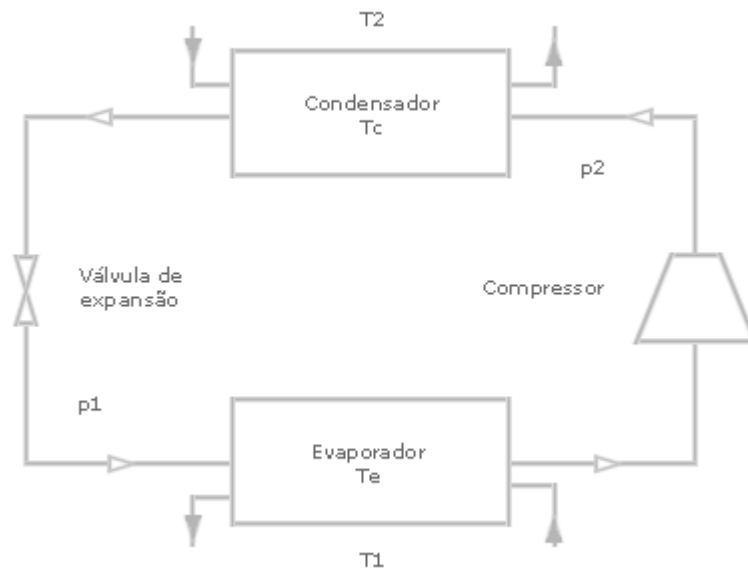 T2
Condensador
Tc
p2
Válvula de
expansão
Compressor
p1
Evaporador
Te
T1